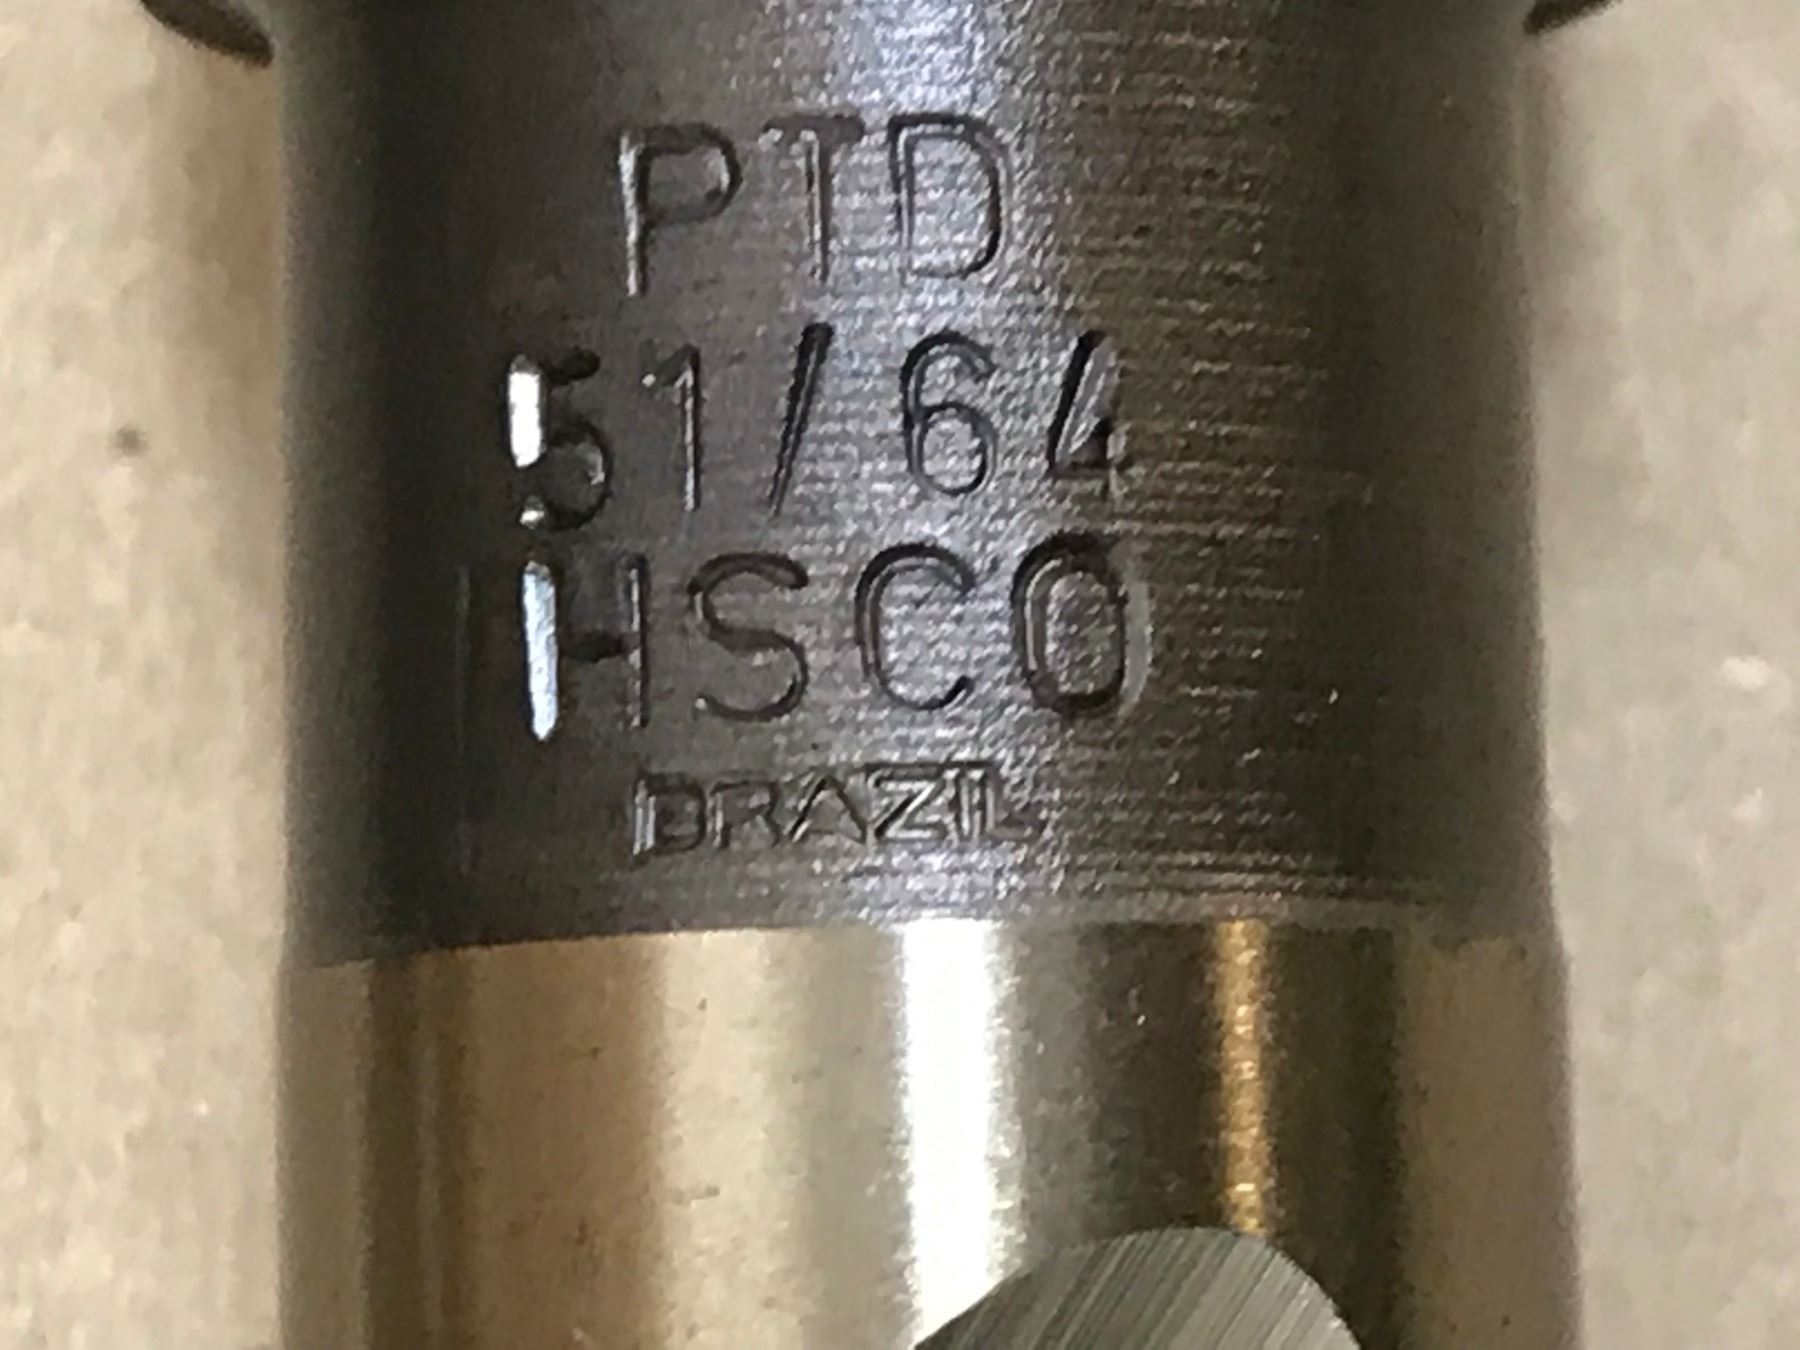 PTD
51/64
HSCO
BRAZIL